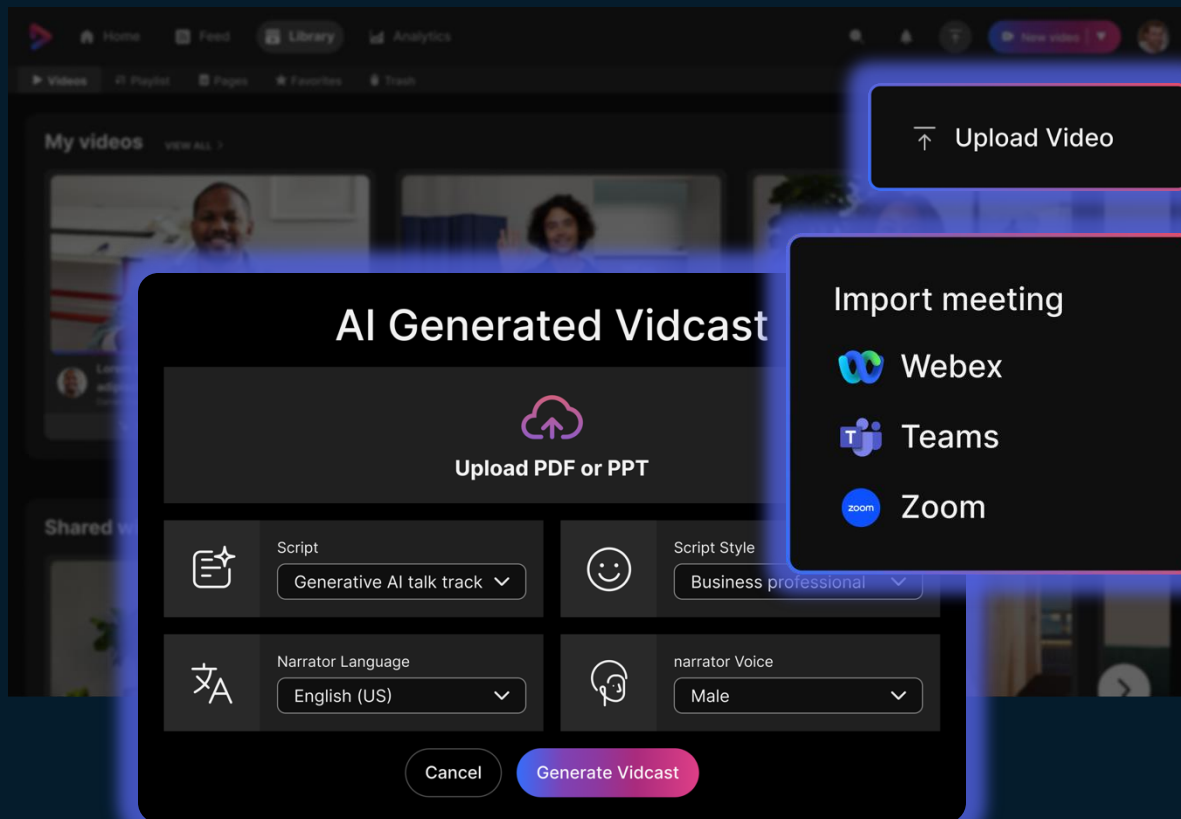 Home
Feed
Library
Analytics
New video
Videos
Playlist
Pages
Favorites
Trash
My videos
VIEW ALL >
Upload Video
Import meeting
Webex
T
Teams
zoom
Zoom
AI Generated Vidcast
Upload PDF or PPT
Script
Generative AI talk track
Script Style
Business professional
Narrator Language
English (US)
narrator Voice
Male
Cancel
Generate Vidcast
Shared